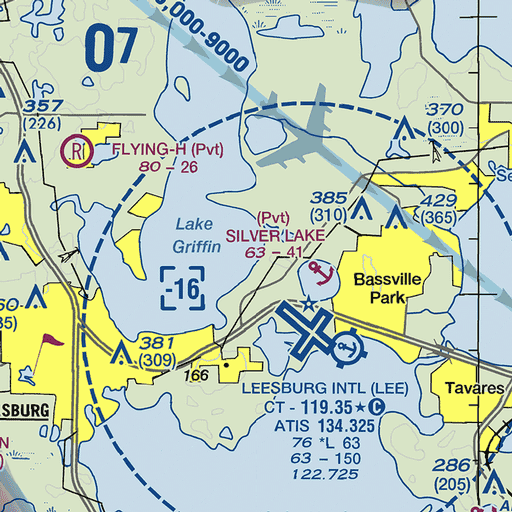 0,000-9000
07
357
(226)
370
(300)
R
FLYING-H (Pvt)
80 - 26
385
(310)
429
(365)
Se
Lake
Griffin
(Pvt)
SILVER LAKE
63 - 41
-16
Bassville
Park
381
(309)
166
LEESBURG INTL (LEE)
CT - 119.35★ C
ATIS 134.325
76 *L 63
63 - 150
122.725
Tavares
SBURG
286
(205)